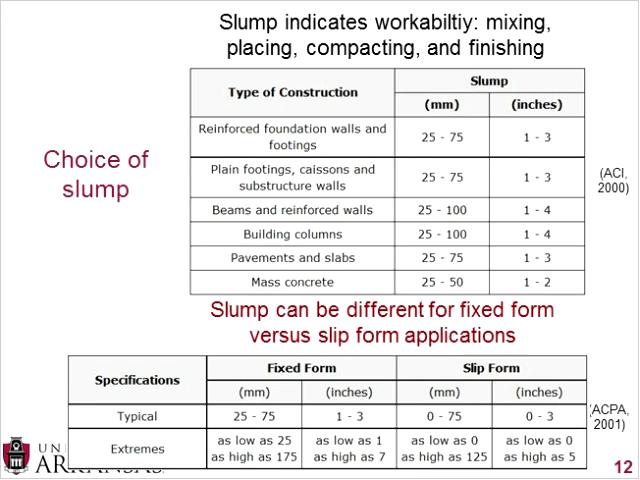 Slump indicates workabiltiy: mixing,
placing, compacting, and finishing
Choice of
slump
Type of Construction
Slump
(mm) (inches)
Reinforced foundation walls and
footings
25 - 75 1 - 3
Plain footings, caissons and
substructure walls
25 - 75 1 - 3
Beams and reinforced walls 25 - 100 1 - 4
Building columns 25 - 100 1 - 4
Pavements and slabs 25 - 75 1 - 3
Mass concrete 25 - 50 1 - 2
(ACI,
2000)
Slump can be different for fixed form
versus slip form applications
Specifications
Fixed Form Slip Form
(mm) (inches) (mm) (inches)
Typical 25 - 75 1 - 3 0 - 75 0 - 3
Extremes
as low as 25 as low as 1 as low as 0 as low as 0
as high as 175 as high as 7 as high as 125 as high as 5
(ACPA,
2001)
ARKANSAS
12